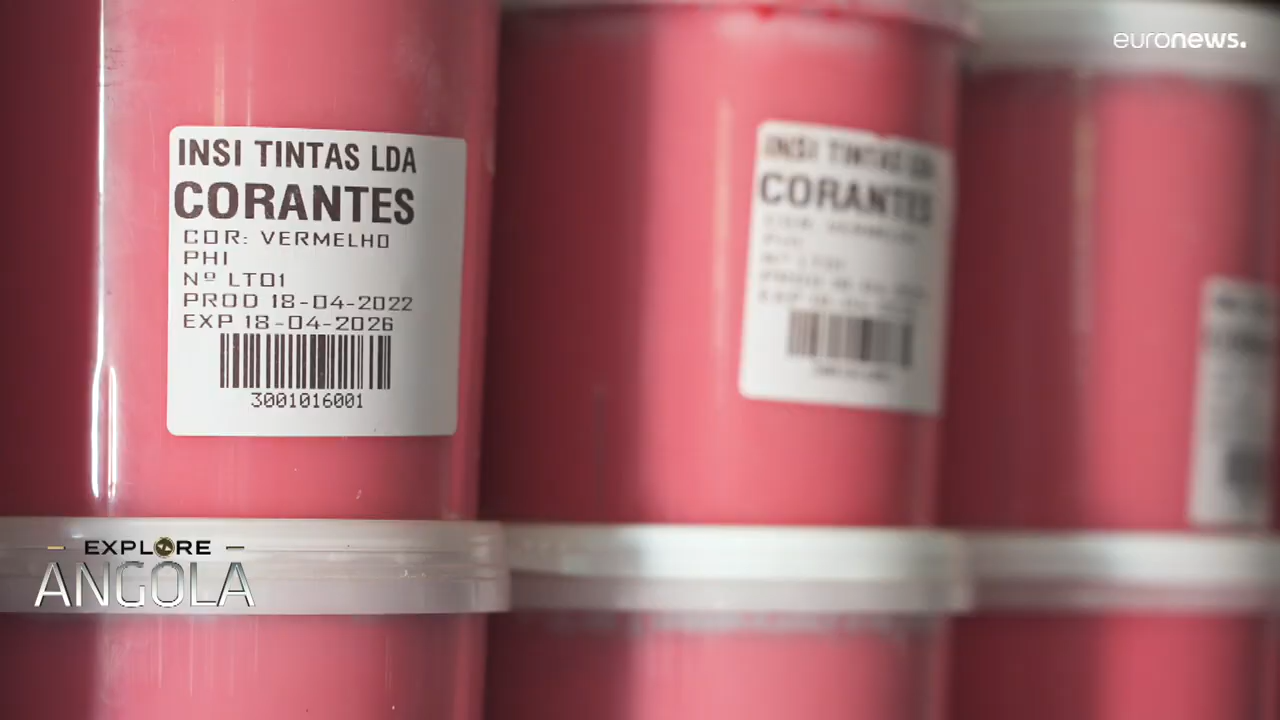 euronews.
INSI TINTAS LDA
CORANTES
COR: VERMELHO
PHI
Nº LT01
PROD 18-04-2022
EXP 18-04-2026
3001016001
INSI TINTAS LDA
CORANTES
EXPLORE
ANGOLA